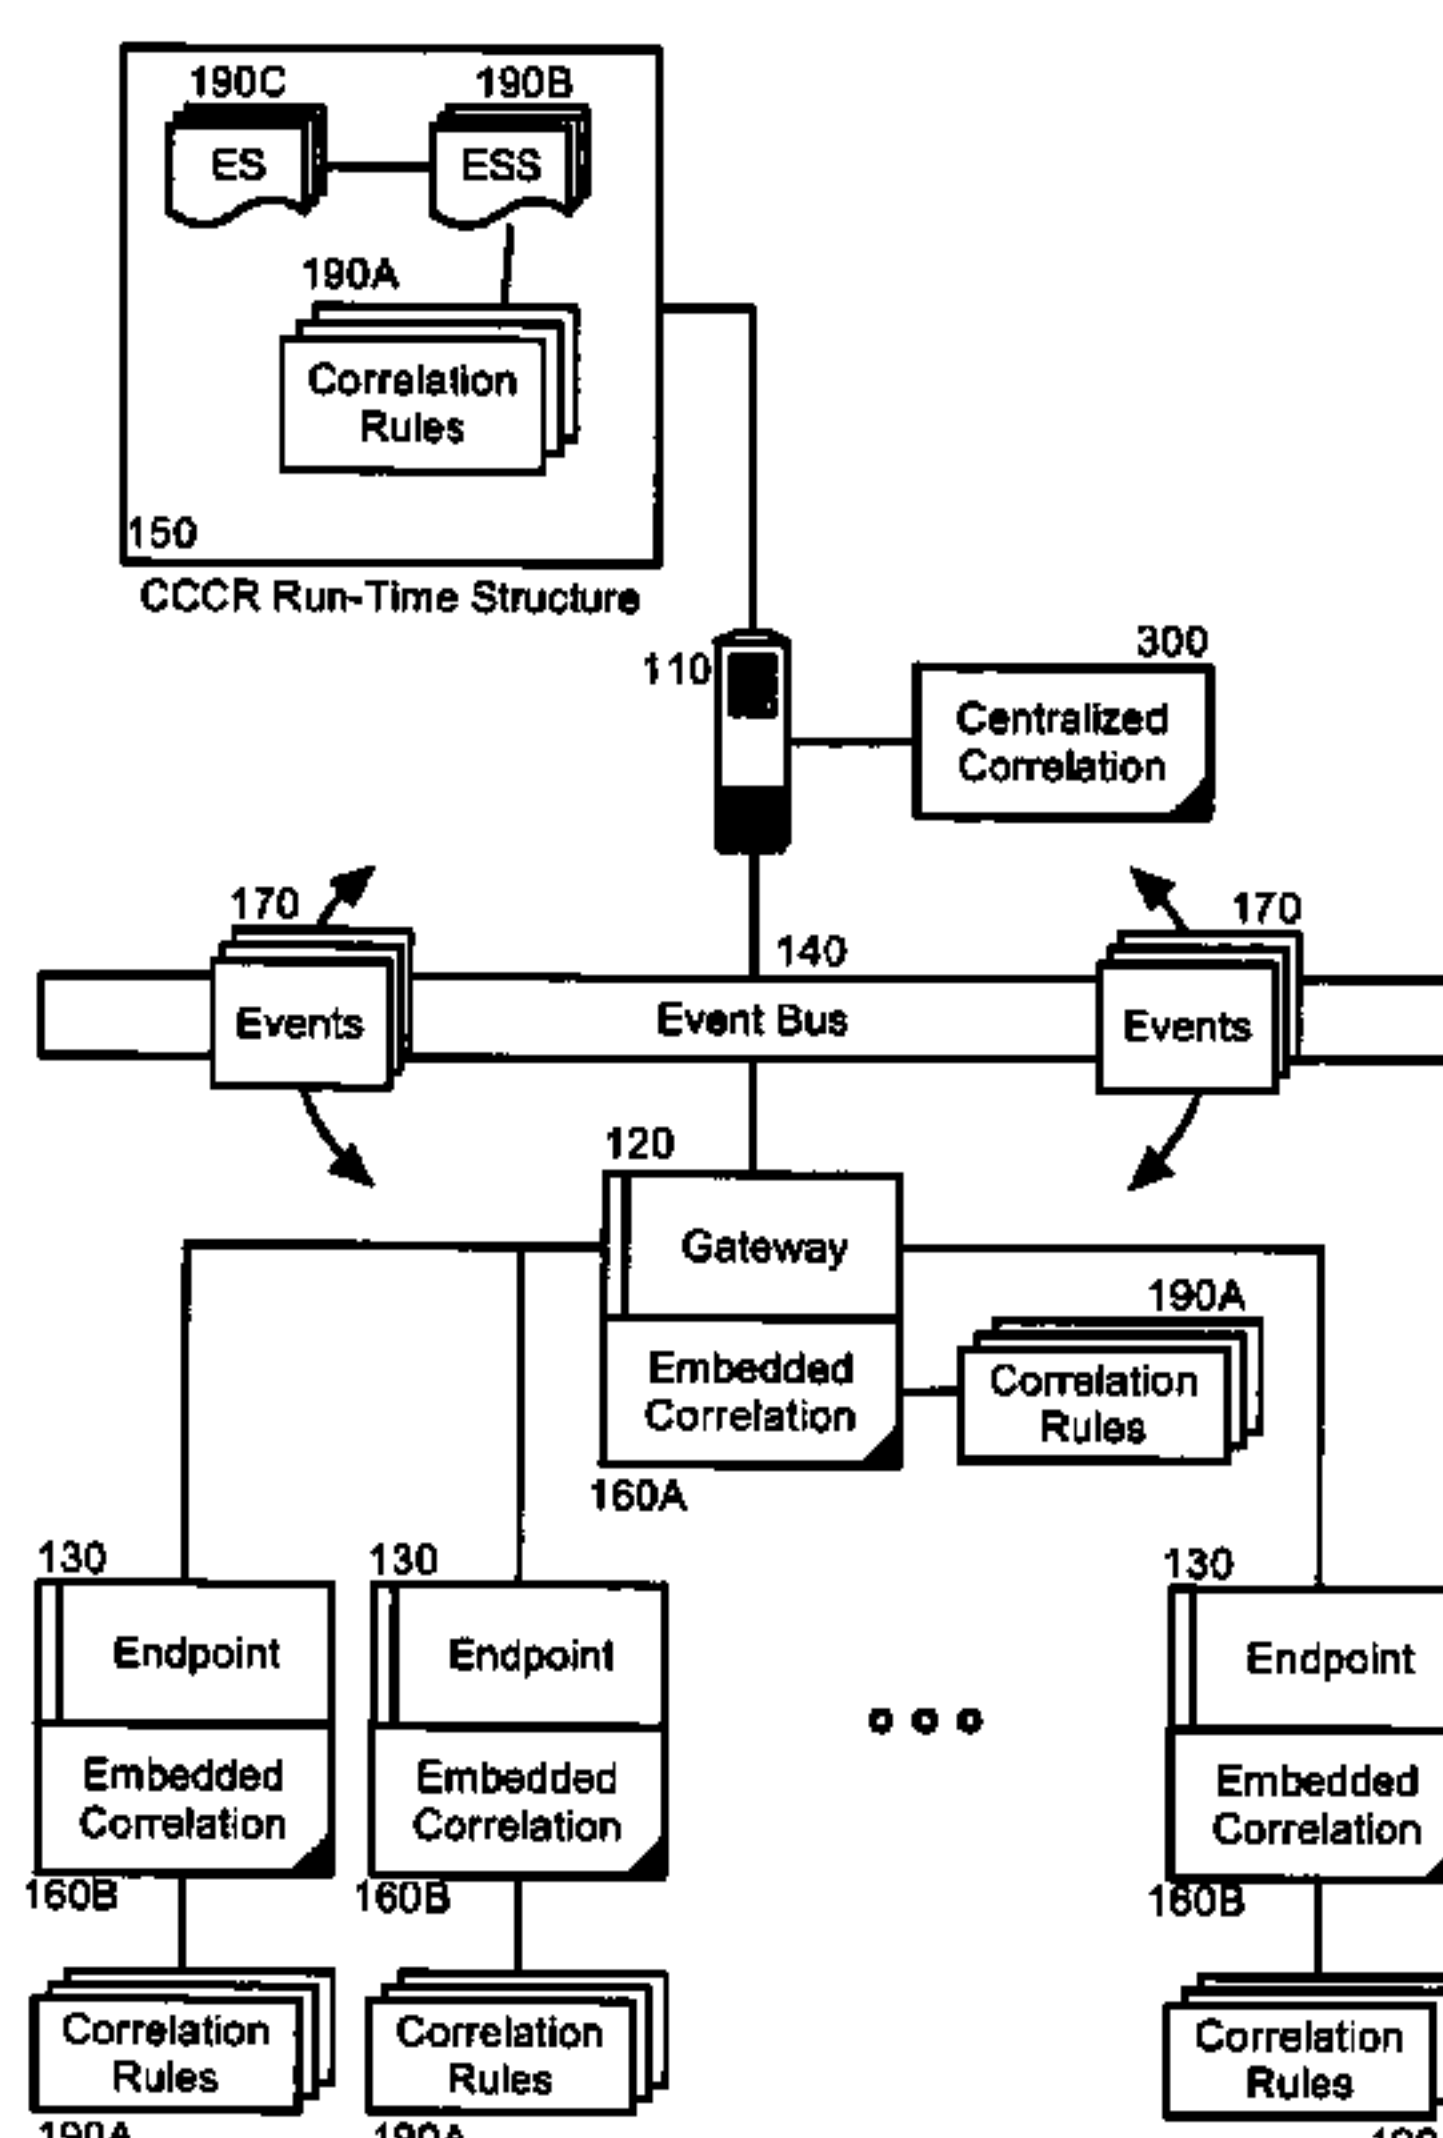 190C 190B
ES ESS
190A
Correlation
Rules
150
CCCR Run-Time Structure
110
300
Centralized
Correlation
170 170
140
Events Event Bus Events
120
Gateway
190A
Embedded
Correlation
Correlation
Rules
160A
130 130 130
Endpoint Endpoint Endpoint
Embedded
Correlation
Embedded
Correlation
Embedded
Correlation
160B 160B 160B
Correlation
Rules
Correlation
Rules
Correlation
Rules
190A 190A